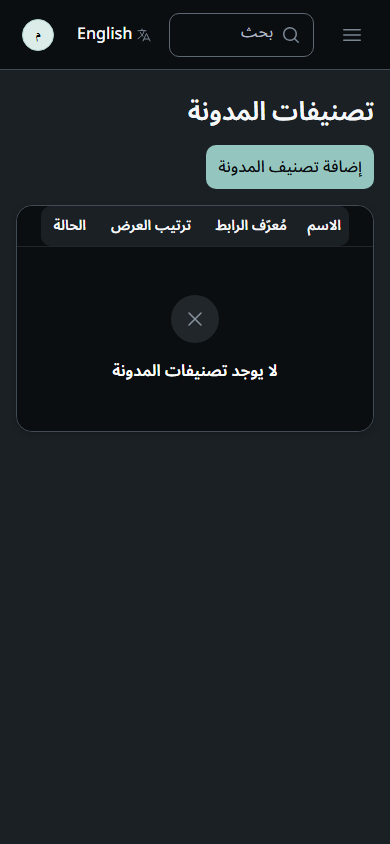 بحث
English
م
تصنيفات المدونة
إضافة تصنيف المدونة
الاسم مُعرّف الرابط ترتيب العرض الحالة
لا يوجد تصنيفات المدونة